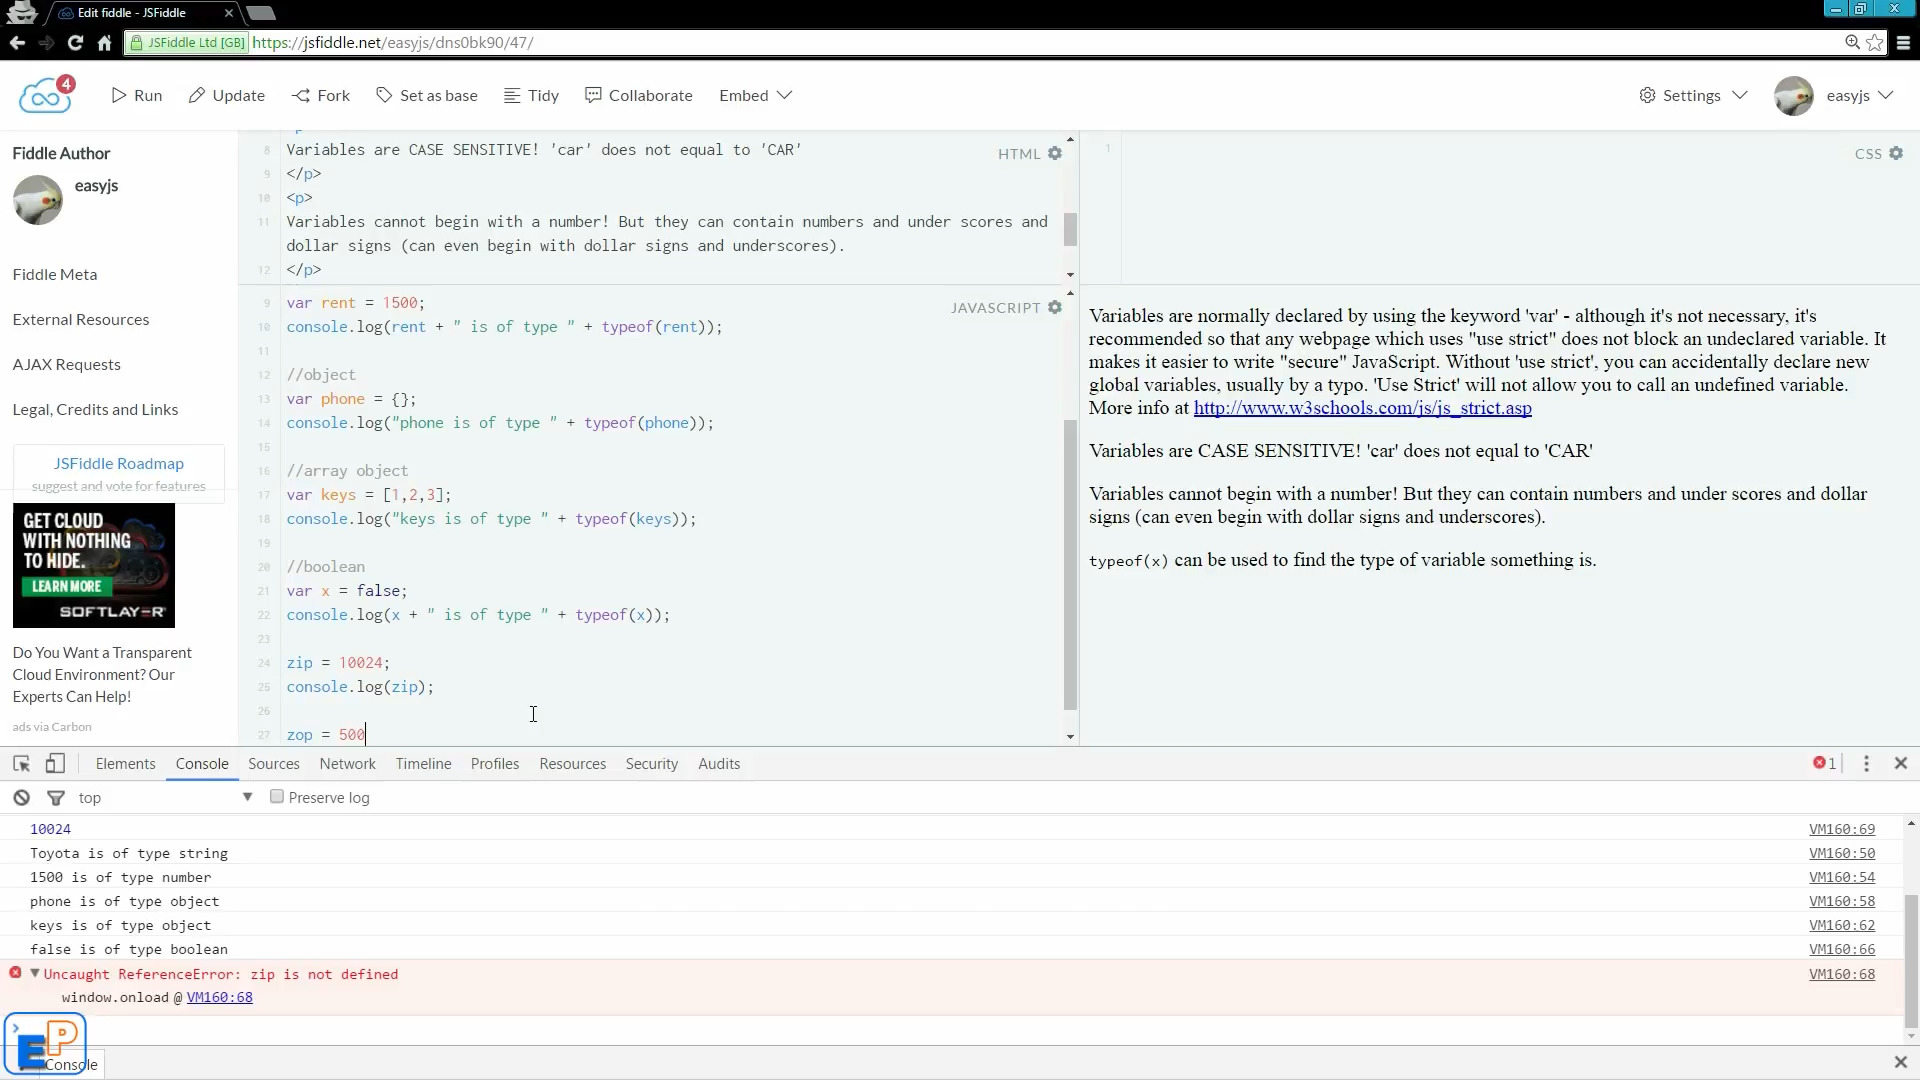 Edit fiddle - JSFiddle
JSFiddle Ltd [GB]
https://jsfiddle.net/easyjs/dns0bk90/47/
4
Run
Update
Fork
Set as base
Tidy
Collaborate
Embed
Settings
easyjs
Fiddle Author
easyjs
Fiddle Meta
External Resources
AJAX Requests
Legal, Credits and Links
JSFiddle Roadmap
suggest and vote for features
GET CLOUD
WITH NOTHING
TO HIDE.
LEARN MORE
SOFTLAYER
Do You Want a Transparent
Cloud Environment? Our
Experts Can Help!
ads via Carbon
HTML
8 Variables are CASE SENSITIVE! 'car' does not equal to 'CAR'
9 </p>
10 <p>
11 Variables cannot begin with a number! But they can contain numbers and under scores and
dollar signs (can even begin with dollar signs and underscores).
12 </p>
JAVASCRIPT
9 var rent = 1500;
10 console.log(rent + " is of type " + typeof(rent));
11
12 //object
13 var phone = {};
14 console.log("phone is of type " + typeof(phone));
15
16 //array object
17 var keys = [1,2,3];
18 console.log("keys is of type " + typeof(keys));
19
20 //boolean
21 var x = false;
22 console.log(x + " is of type " + typeof(x));
23
24 zip = 10024;
25 console.log(zip);
26
27 zop = 500
1
CSS
Variables are normally declared by using the keyword 'var' - although it's not necessary, it's
recommended so that any webpage which uses "use strict" does not block an undeclared variable. It
makes it easier to write "secure" JavaScript. Without 'use strict', you can accidentally declare new
global variables, usually by a typo. 'Use Strict' will not allow you to call an undefined variable.
More info at http://www.w3schools.com/js/js_strict.asp
Variables are CASE SENSITIVE! 'car' does not equal to 'CAR'
Variables cannot begin with a number! But they can contain numbers and under scores and dollar
signs (can even begin with dollar signs and underscores).
typeof(x) can be used to find the type of variable something is.
Elements Console Sources Network Timeline Profiles Resources Security Audits
1
top
Preserve log
10024 VM160:69
Toyota is of type string VM160:50
1500 is of type number VM160:54
phone is of type object VM160:58
keys is of type object VM160:62
false is of type boolean VM160:66
Uncaught ReferenceError: zip is not defined VM160:68
window.onload @ VM160:68
EP
Console